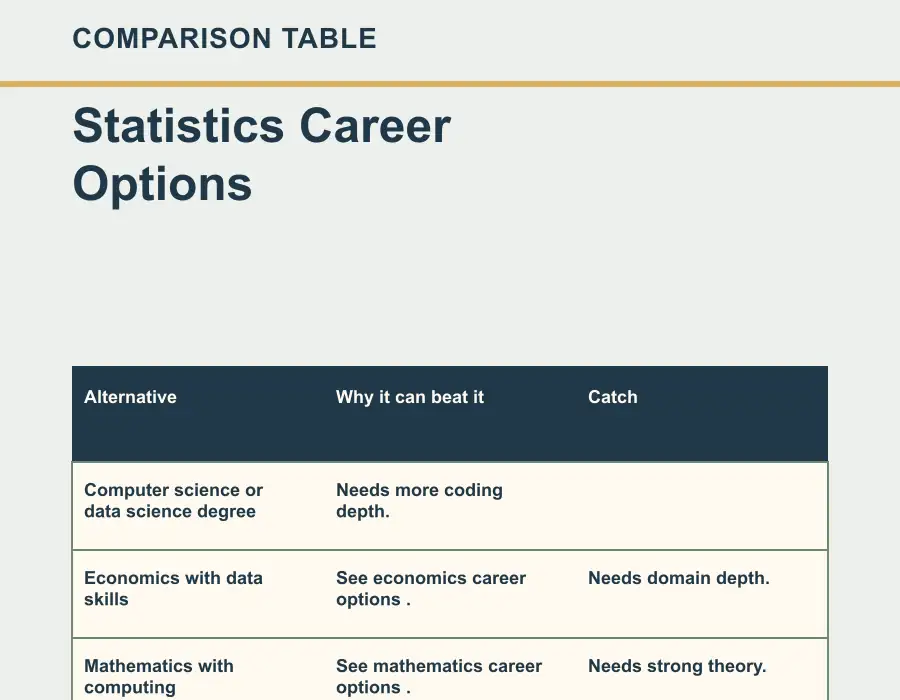 COMPARISON TABLE
Statistics Career
Options
Alternative Why it can beat it Catch
Computer science or
data science degree
Needs more coding
depth.
Economics with data
skills
See economics career
options .
Needs domain depth.
Mathematics with
computing
See mathematics career
options .
Needs strong theory.